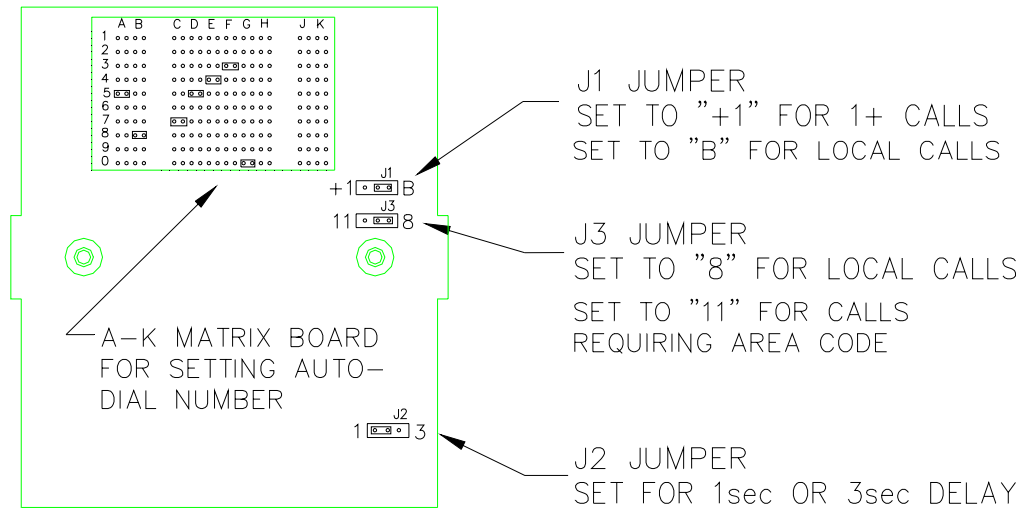 A B C D E F G H J K
1
2
3
4
5
6
7
8
9
0
J1
+1 B
J3
11 8
J1 JUMPER
SET TO "+1" FOR 1+ CALLS
SET TO "B" FOR LOCAL CALLS
J3 JUMPER
SET TO "8" FOR LOCAL CALLS
SET TO "11" FOR CALLS
REQUIRING AREA CODE
A-K MATRIX BOARD
FOR SETTING AUTO-
DIAL NUMBER
J2
1 3
J2 JUMPER
SET FOR 1sec OR 3sec DELAY